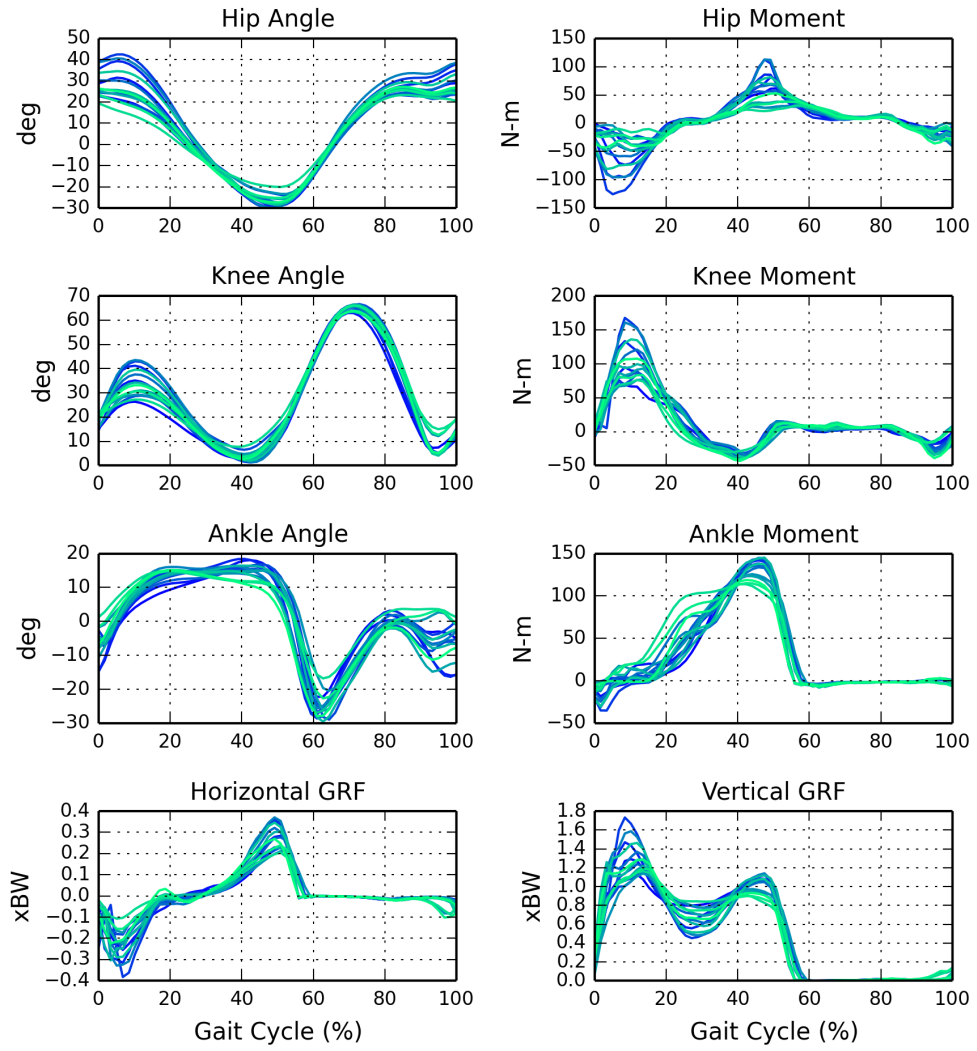 Hip Angle
50
40
30
20
10
0
−10
−20
−30
deg
0 20 40 60 80 100
Hip Moment
150
100
50
0
−50
−100
−150
N-m
0 20 40 60 80 100
Knee Angle
70
60
50
40
30
20
10
0
deg
0 20 40 60 80 100
Knee Moment
200
150
100
50
0
−50
N-m
0 20 40 60 80 100
Ankle Angle
20
10
0
−10
−20
−30
deg
0 20 40 60 80 100
Ankle Moment
150
100
50
0
−50
N-m
0 20 40 60 80 100
Horizontal GRF
0.4
0.3
0.2
0.1
0.0
−0.1
−0.2
−0.3
−0.4
xBW
0 20 40 60 80 100
Gait Cycle (%)
Vertical GRF
1.8
1.6
1.4
1.2
1.0
0.8
0.6
0.4
0.2
0.0
xBW
0 20 40 60 80 100
Gait Cycle (%)